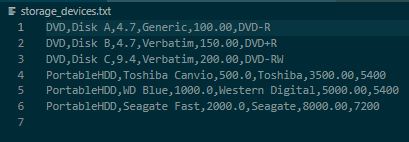 storage_devices.txt
1 DVD,Disk A,4.7,Generic,100.00,DVD-R
2 DVD,Disk B,4.7,Verbatim,150.00,DVD+R
3 DVD,Disk C,9.4,Verbatim,200.00,DVD-RW
4 PortableHDD,Toshiba Canvio,500.0,Toshiba,3500.00,5400
5 PortableHDD,WD Blue,1000.0,Western Digital,5000.00,5400
6 PortableHDD,Seagate Fast,2000.0,Seagate,8000.00,7200
7